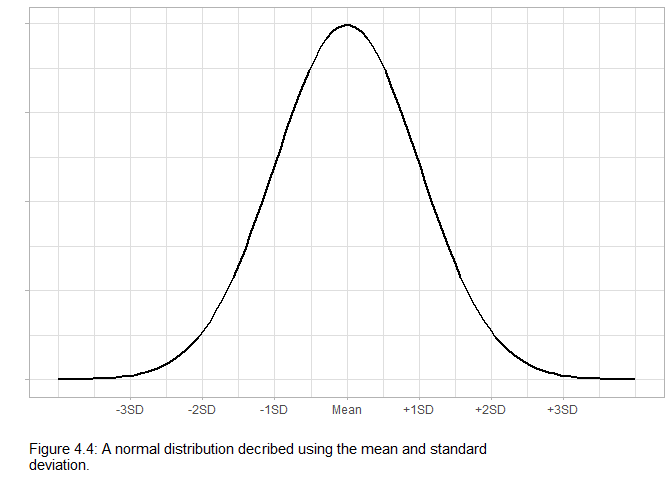 -3SD -2SD -1SD Mean +1SD +2SD +3SD
Figure 4.4: A normal distribution decribed using the mean and standard
deviation.